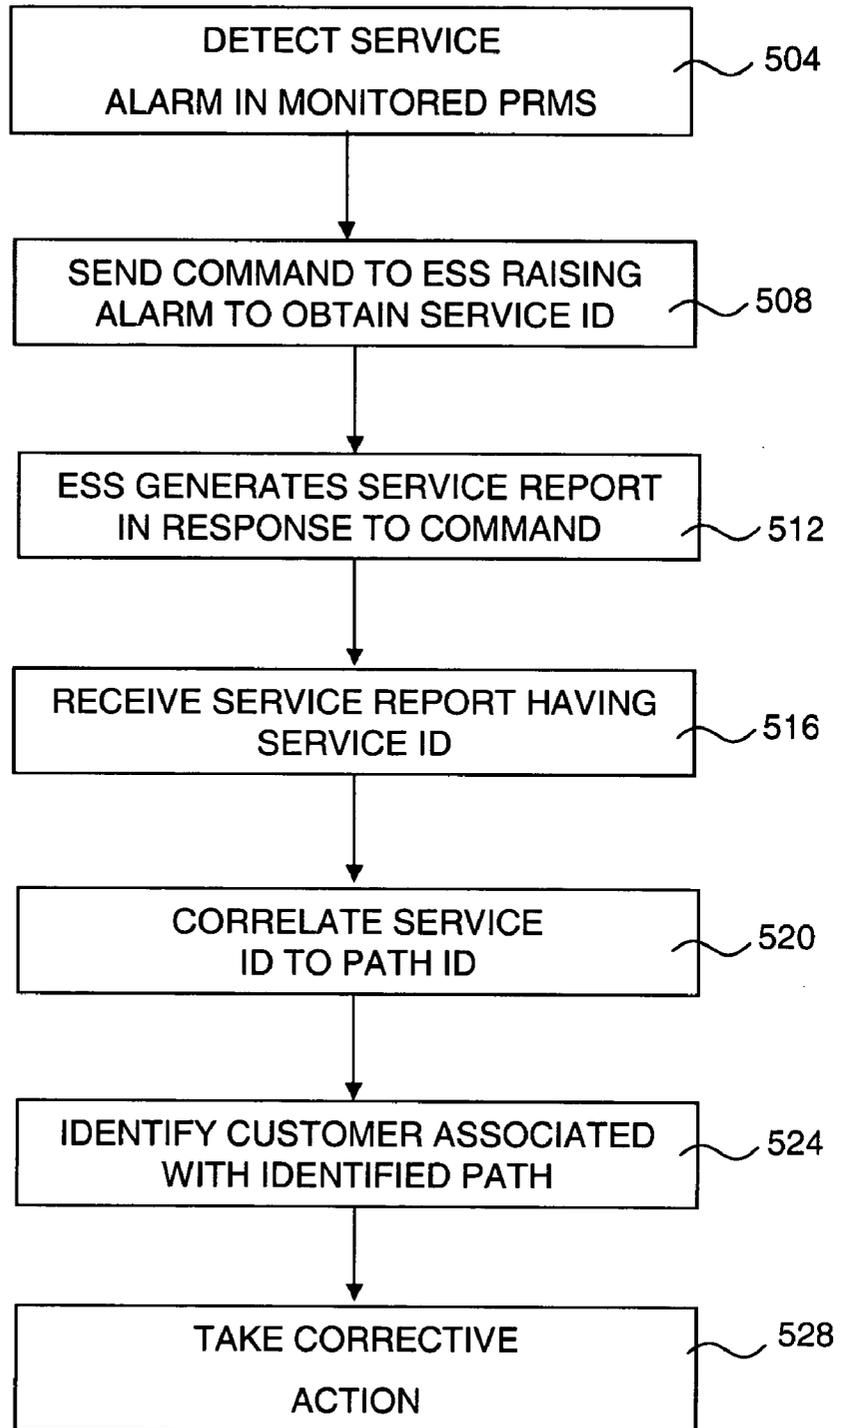 DETECT SERVICE
ALARM IN MONITORED PRMS
504
SEND COMMAND TO ESS RAISING
ALARM TO OBTAIN SERVICE ID
508
ESS GENERATES SERVICE REPORT
IN RESPONSE TO COMMAND
512
RECEIVE SERVICE REPORT HAVING
SERVICE ID
516
CORRELATE SERVICE
ID TO PATH ID
520
IDENTIFY CUSTOMER ASSOCIATED
WITH IDENTIFIED PATH
524
TAKE CORRECTIVE
ACTION
528